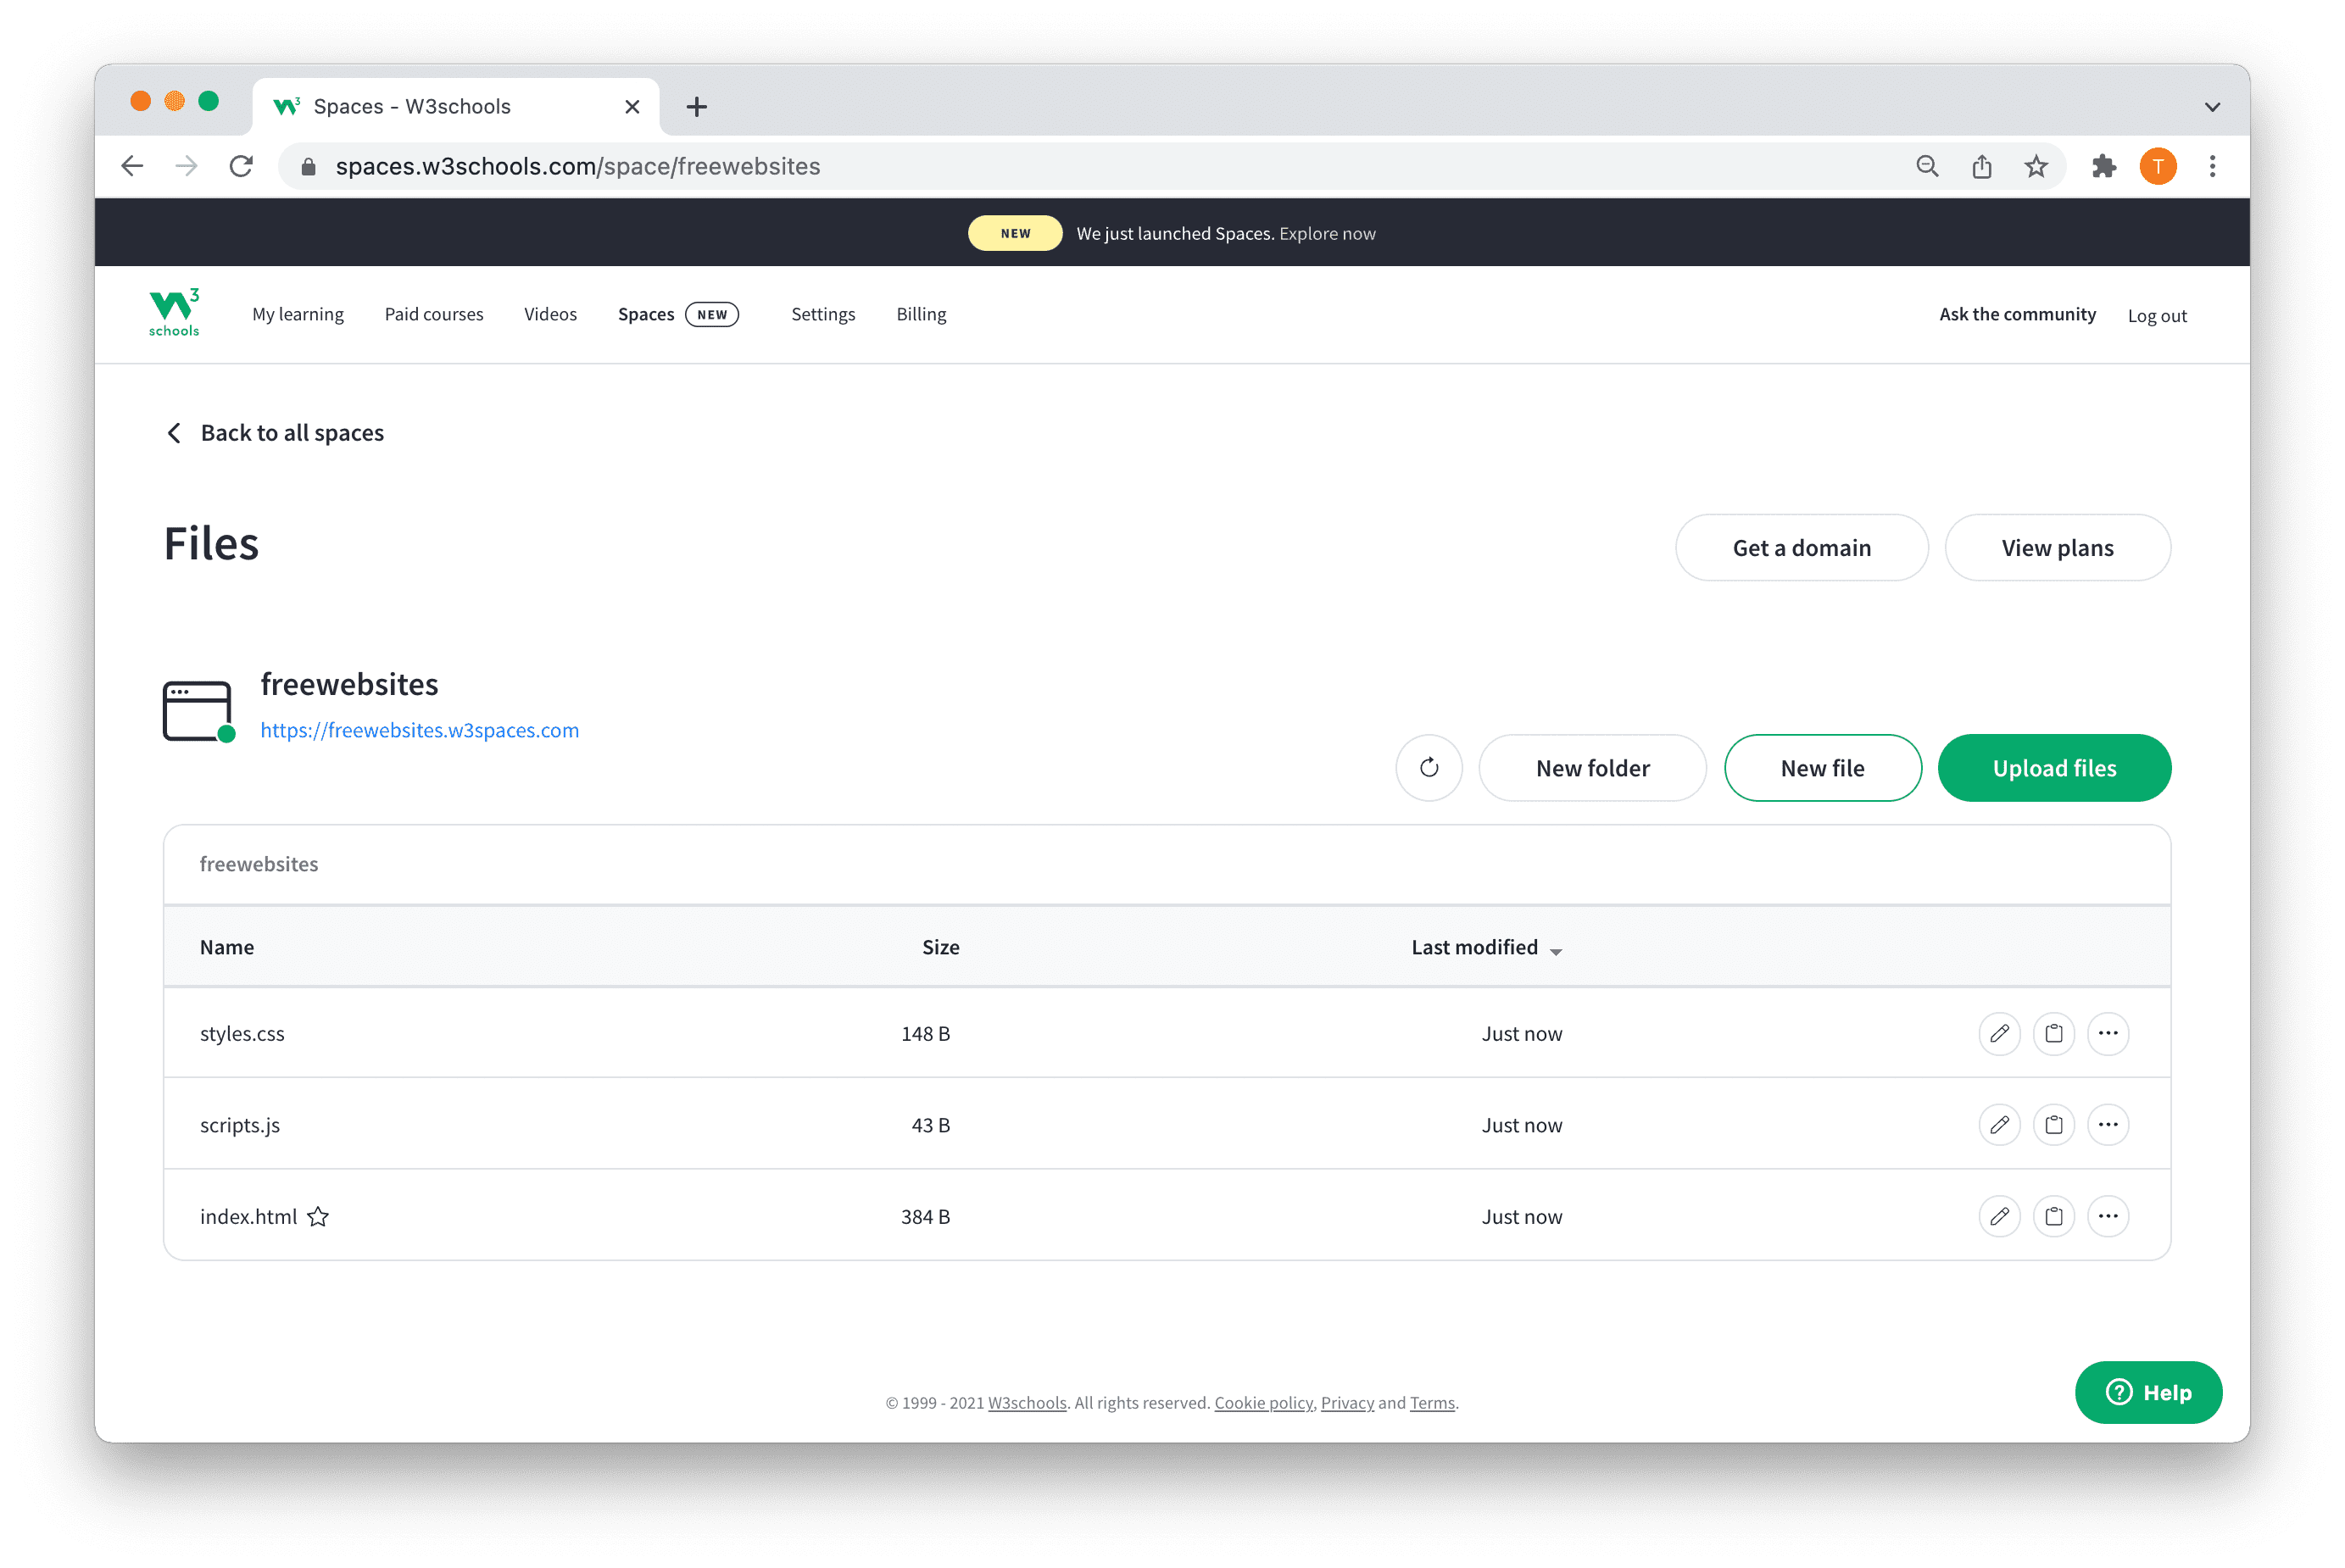 Spaces - W3schools
spaces.w3schools.com/space/freewebsites
T
NEW We just launched Spaces. Explore now
W3 schools
My learning Paid courses Videos Spaces NEW Settings Billing Ask the community Log out
Back to all spaces
Files Get a domain View plans
freewebsites
https://freewebsites.w3spaces.com
New folder New file Upload files
freewebsites
Name Size Last modified
styles.css 148 B Just now
scripts.js 43 B Just now
index.html 384 B Just now
© 1999 - 2021 W3schools. All rights reserved. Cookie policy, Privacy and Terms.
Help